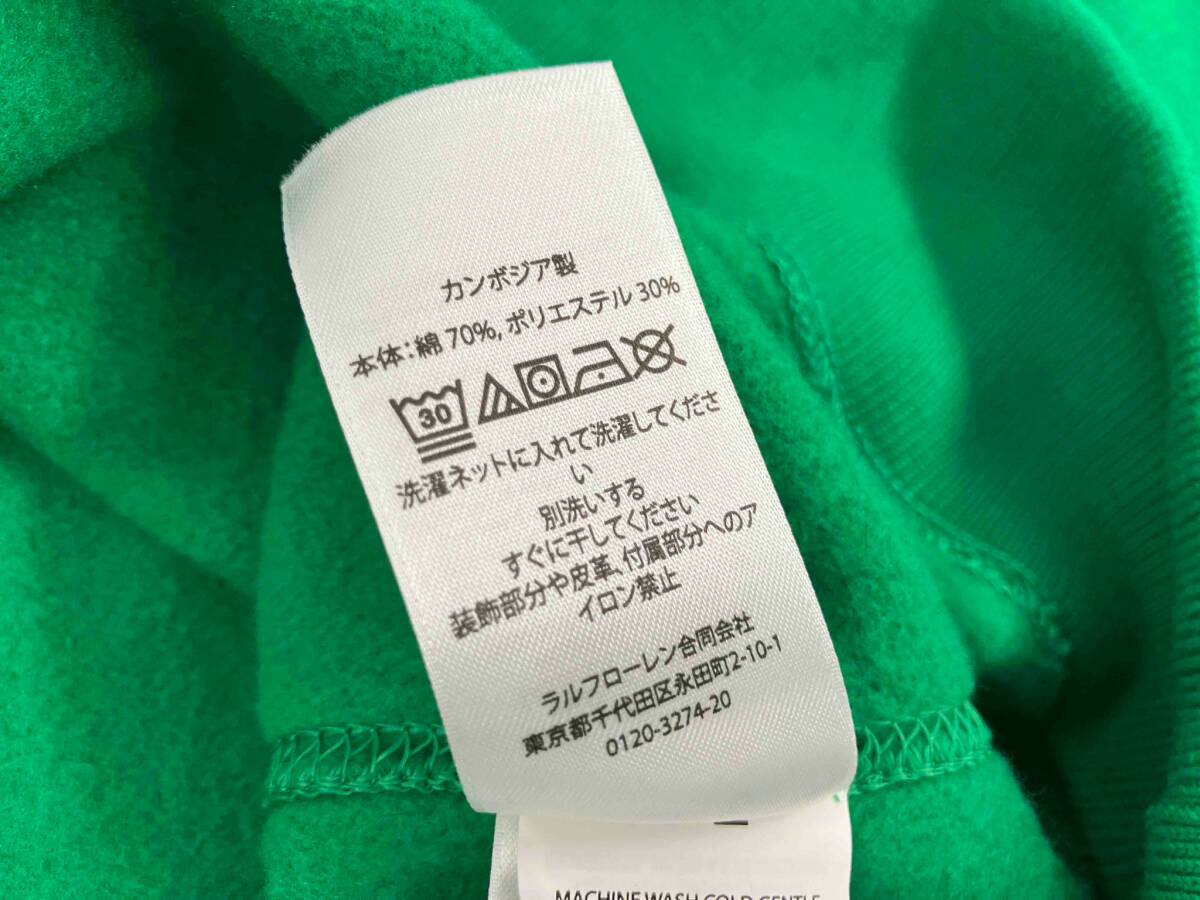 カンボジア製
本体：綿 70%, ポリエステル 30%
30
洗濯ネットに入れて洗濯してくださ
い
別洗いする
すぐに干してください
装飾部分や皮革、付属部分へのア
イロン禁止
ラルフローレン合同会社
東京都千代田区永田町2-10-1
0120-3274-20
MACHINE WASH COLD GENTLE